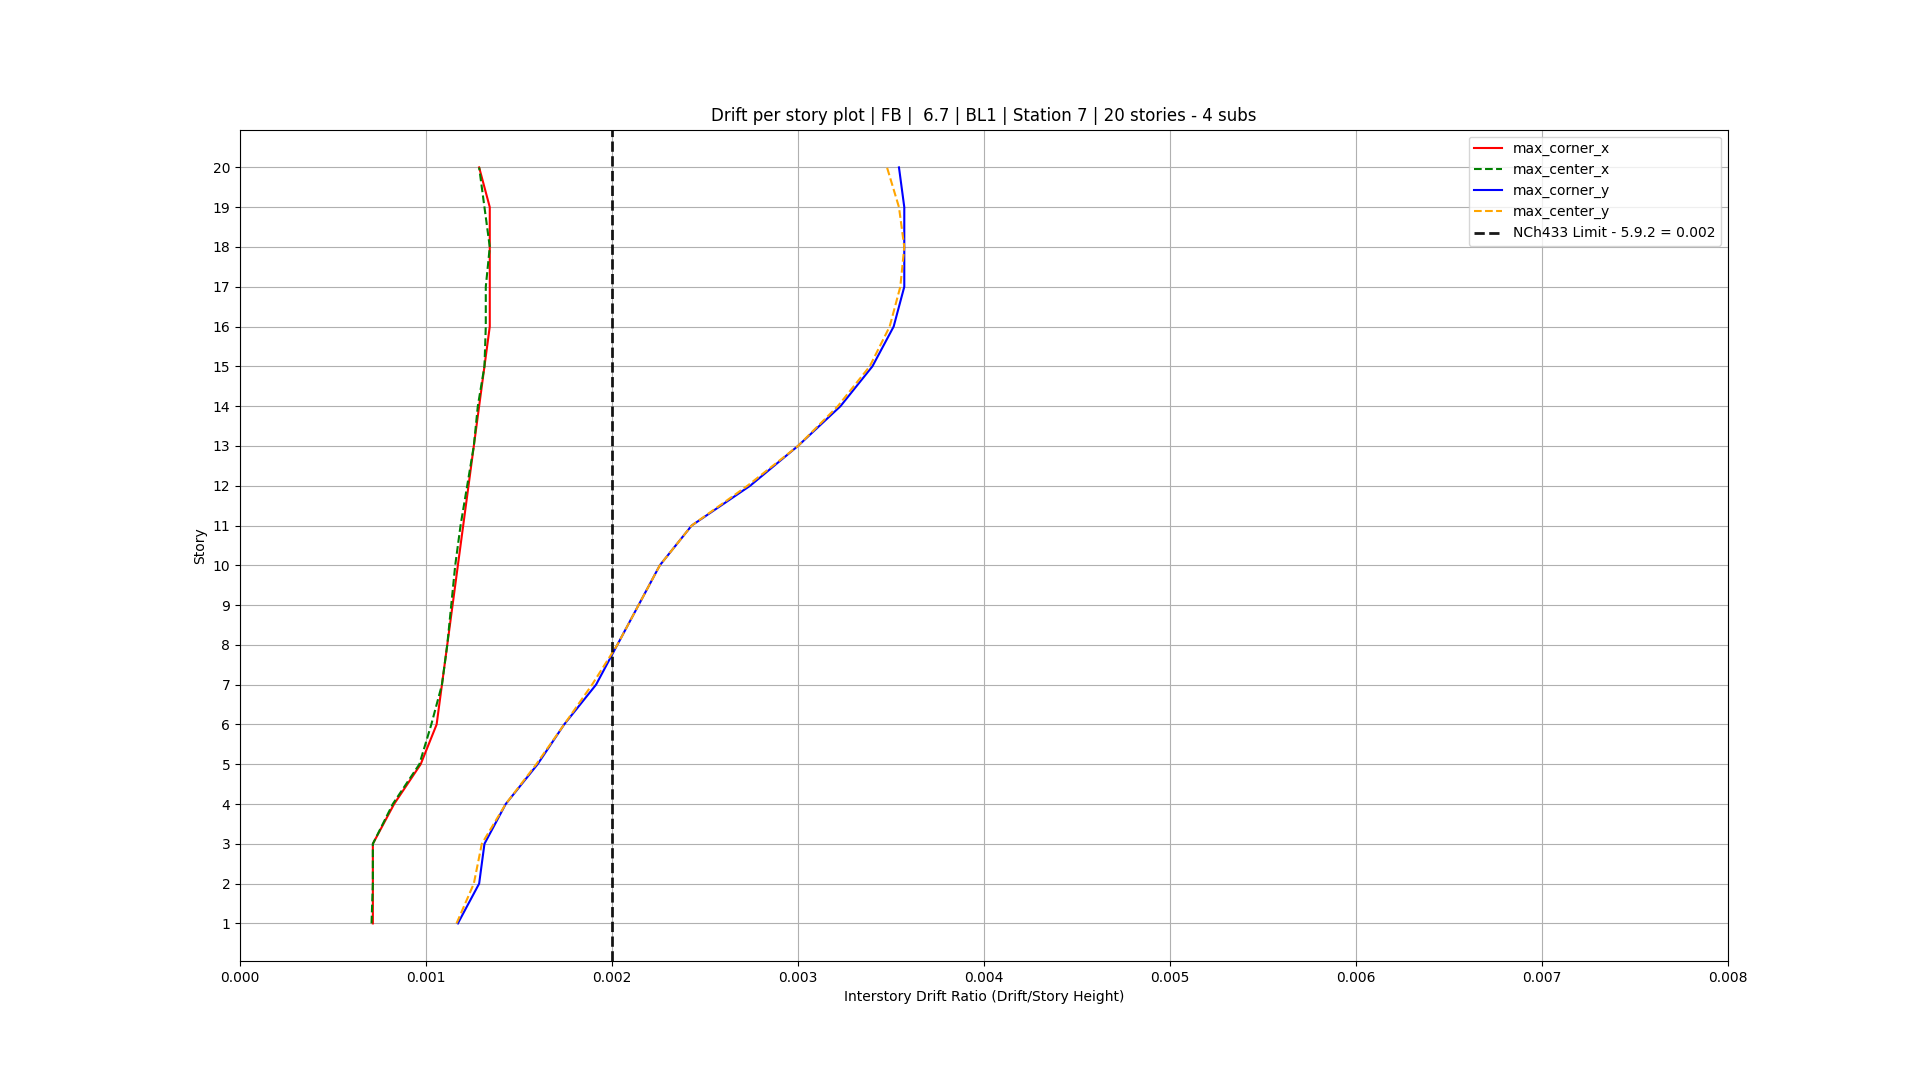 Drift per story plot | FB |  6.7 | BL1 | Station 7 | 20 stories - 4 subs
max_corner_x
max_center_x
max_corner_y
max_center_y
NCh433 Limit - 5.9.2 = 0.002
20
19
18
17
16
15
14
13
12
11
10
9
8
7
6
5
4
3
2
1
Story
0.000 0.001 0.002 0.003 0.004 0.005 0.006 0.007 0.008
Interstory Drift Ratio (Drift/Story Height)